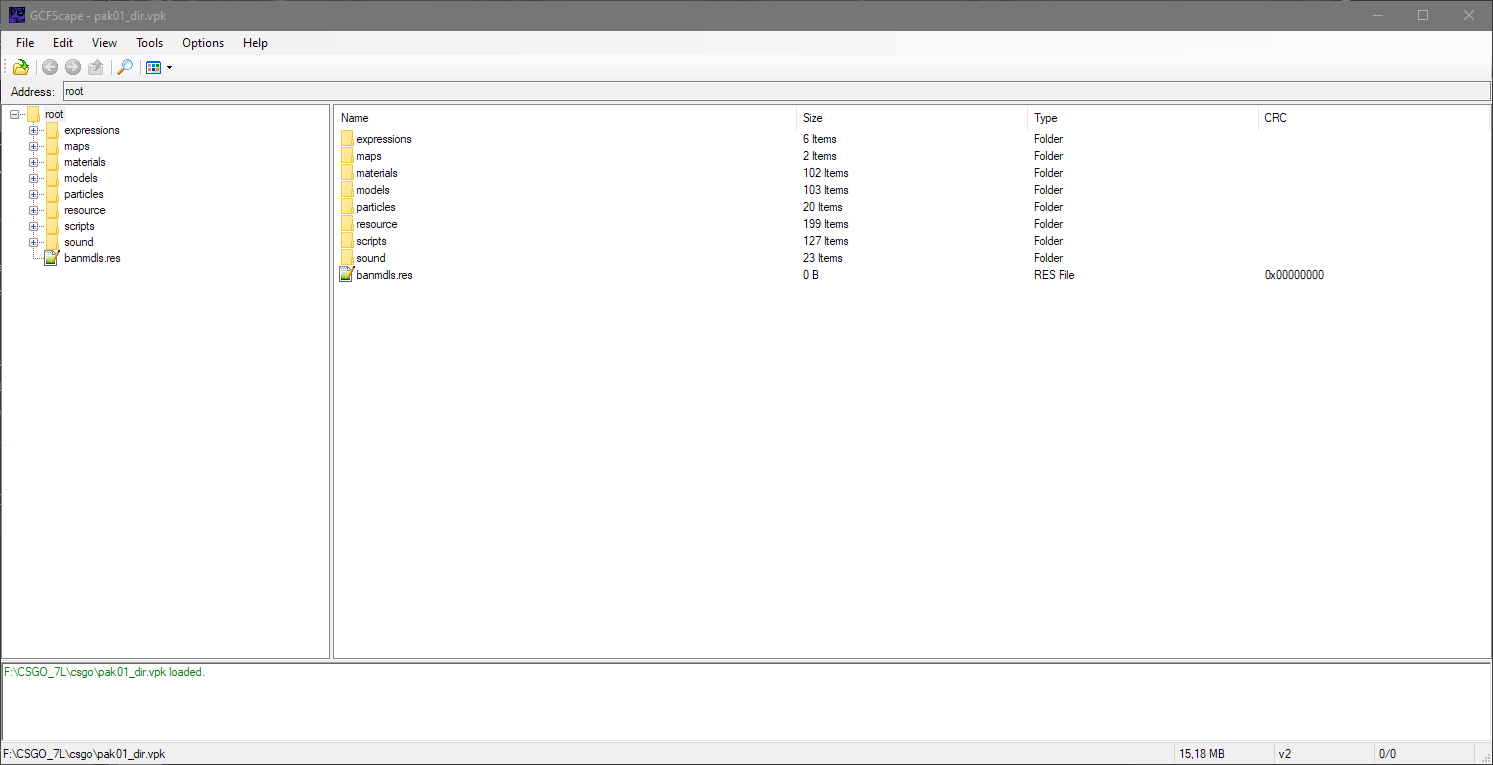 GCFScape - pak01_dir.vpk
File Edit View Tools Options Help
Address: root
root
expressions
maps
materials
models
particles
resource
scripts
sound
banmdls.res
Name Size Type CRC
expressions 6 Items Folder
maps 2 Items Folder
materials 102 Items Folder
models 103 Items Folder
particles 20 Items Folder
resource 199 Items Folder
scripts 127 Items Folder
sound 23 Items Folder
banmdls.res 0 B RES File 0x00000000
F:\CSGO_7L\csgo\pak01_dir.vpk loaded.
F:\CSGO_7L\csgo\pak01_dir.vpk 15,18 MB v2 0/0